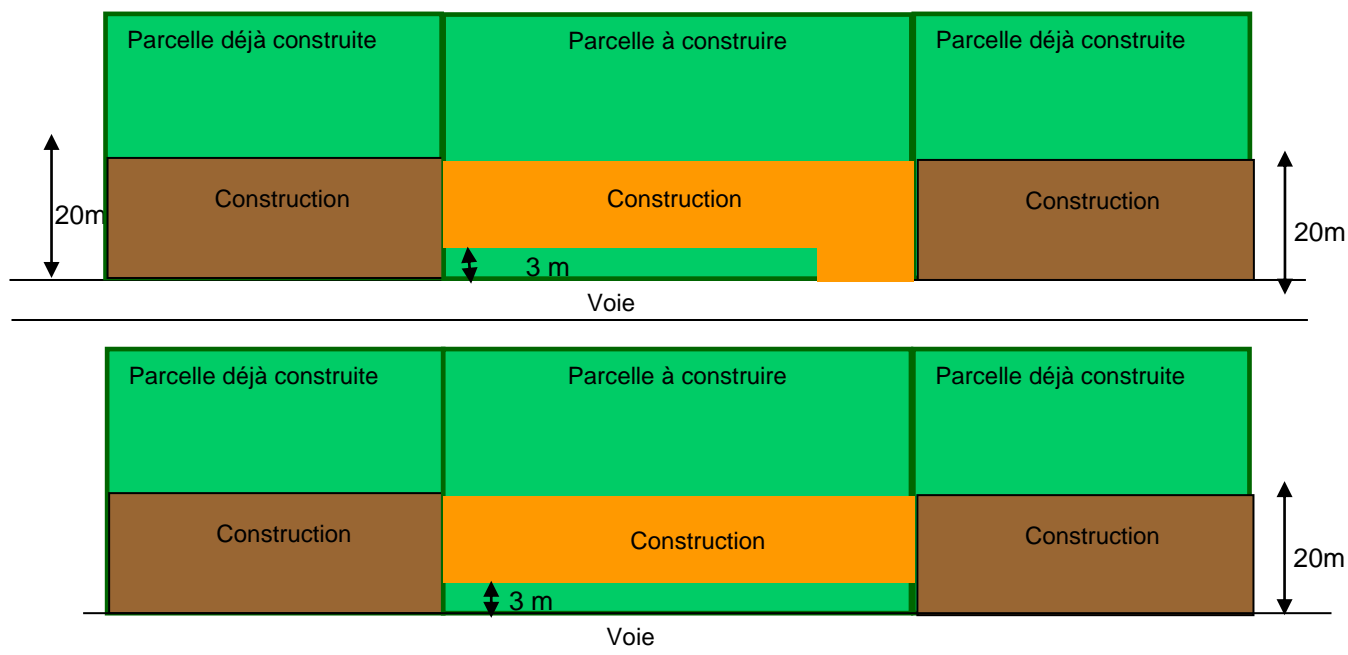 Parcelle déjà construite
Parcelle à construire
Parcelle déjà construite
20m
Construction
Construction
Construction
20m
3 m
Voie
Parcelle déjà construite
Parcelle à construire
Parcelle déjà construite
Construction
Construction
Construction
20m
3 m
Voie